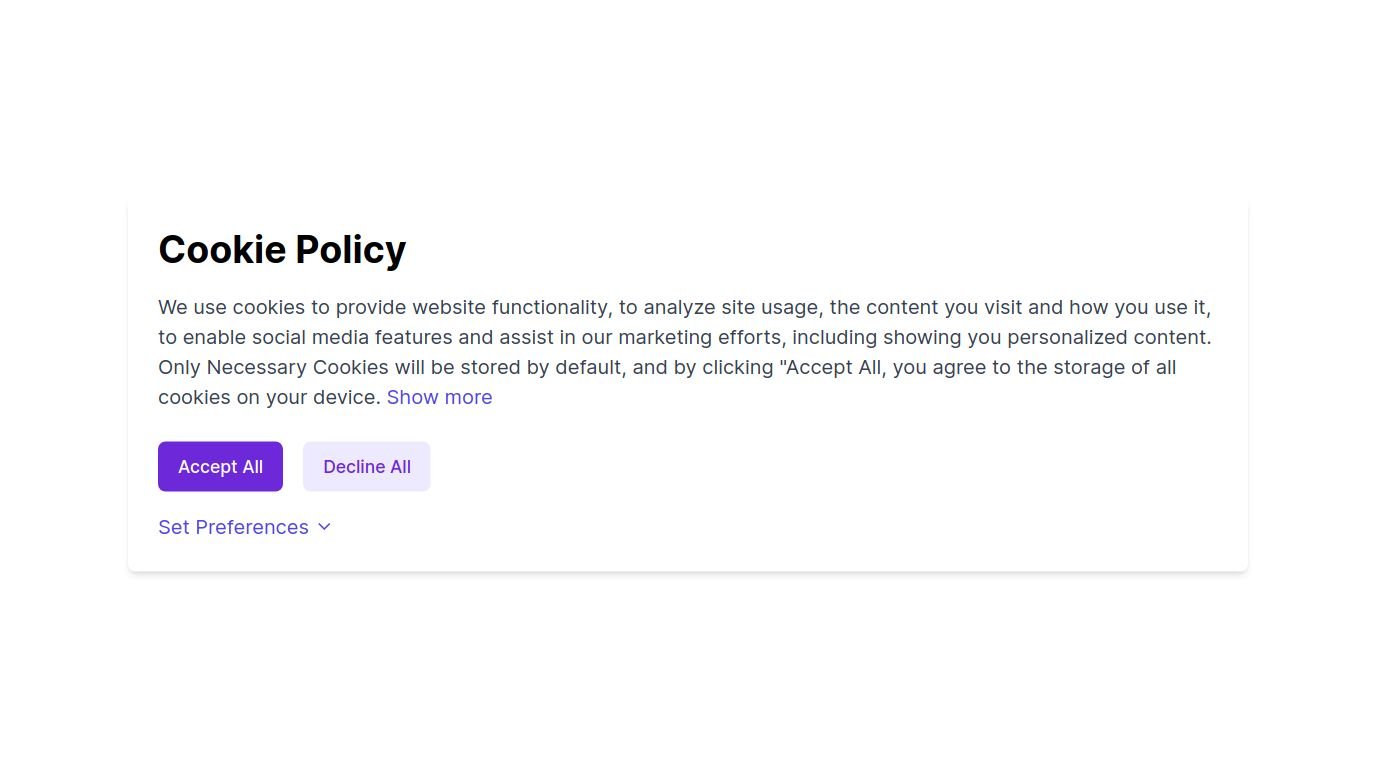 Cookie Policy
We use cookies to provide website functionality, to analyze site usage, the content you visit and how you use it,
to enable social media features and assist in our marketing efforts, including showing you personalized content.
Only Necessary Cookies will be stored by default, and by clicking "Accept All, you agree to the storage of all
cookies on your device. Show more
Accept All
Decline All
Set Preferences